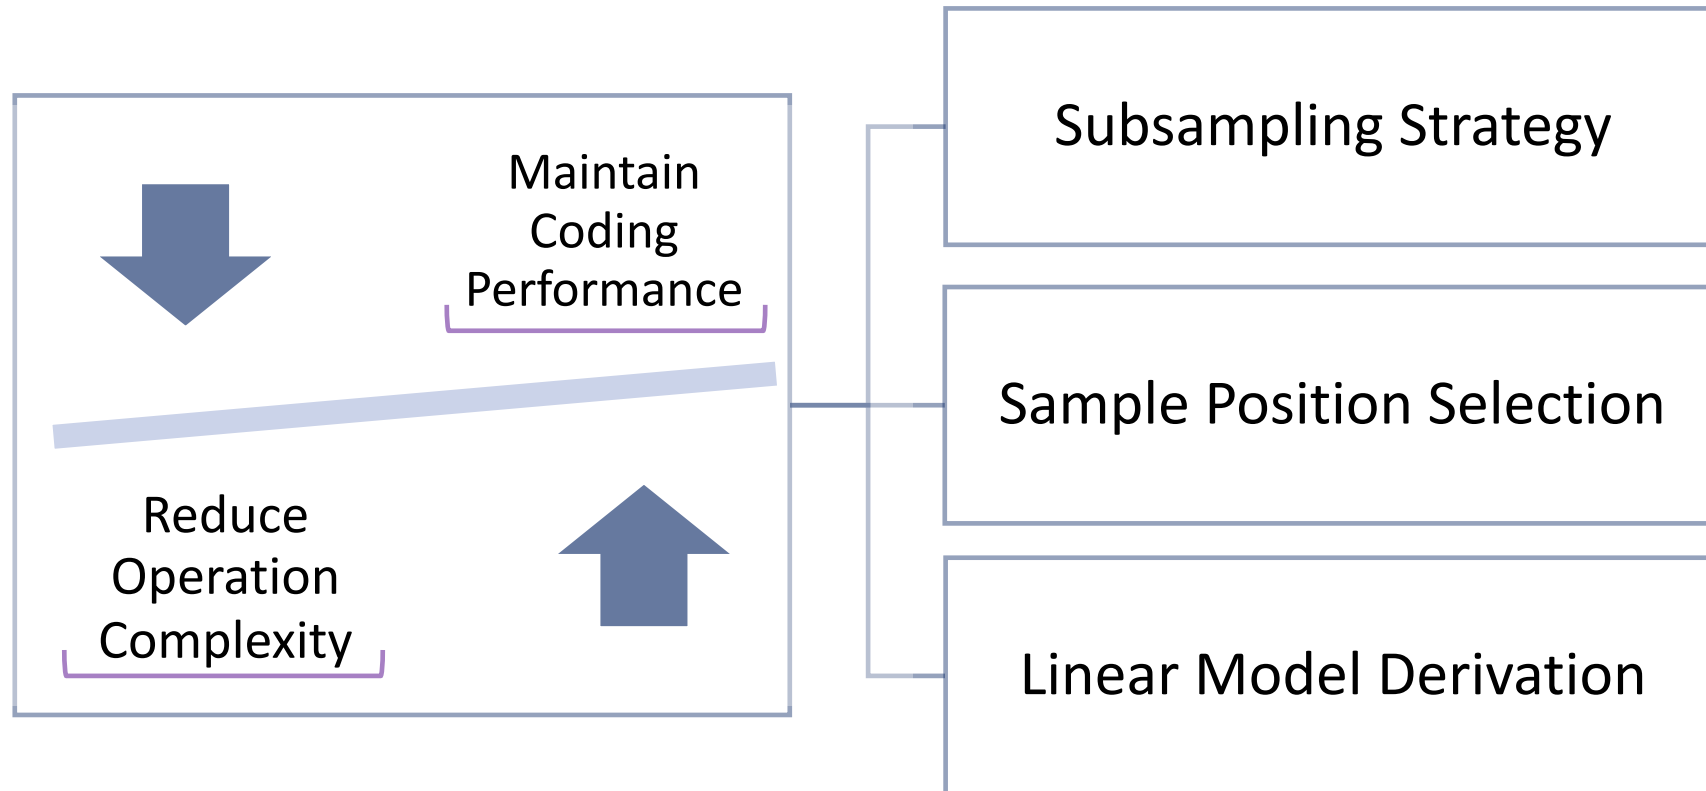 Maintain
Coding
Performance
Reduce
Operation
Complexity
Subsampling Strategy
Sample Position Selection
Linear Model Derivation